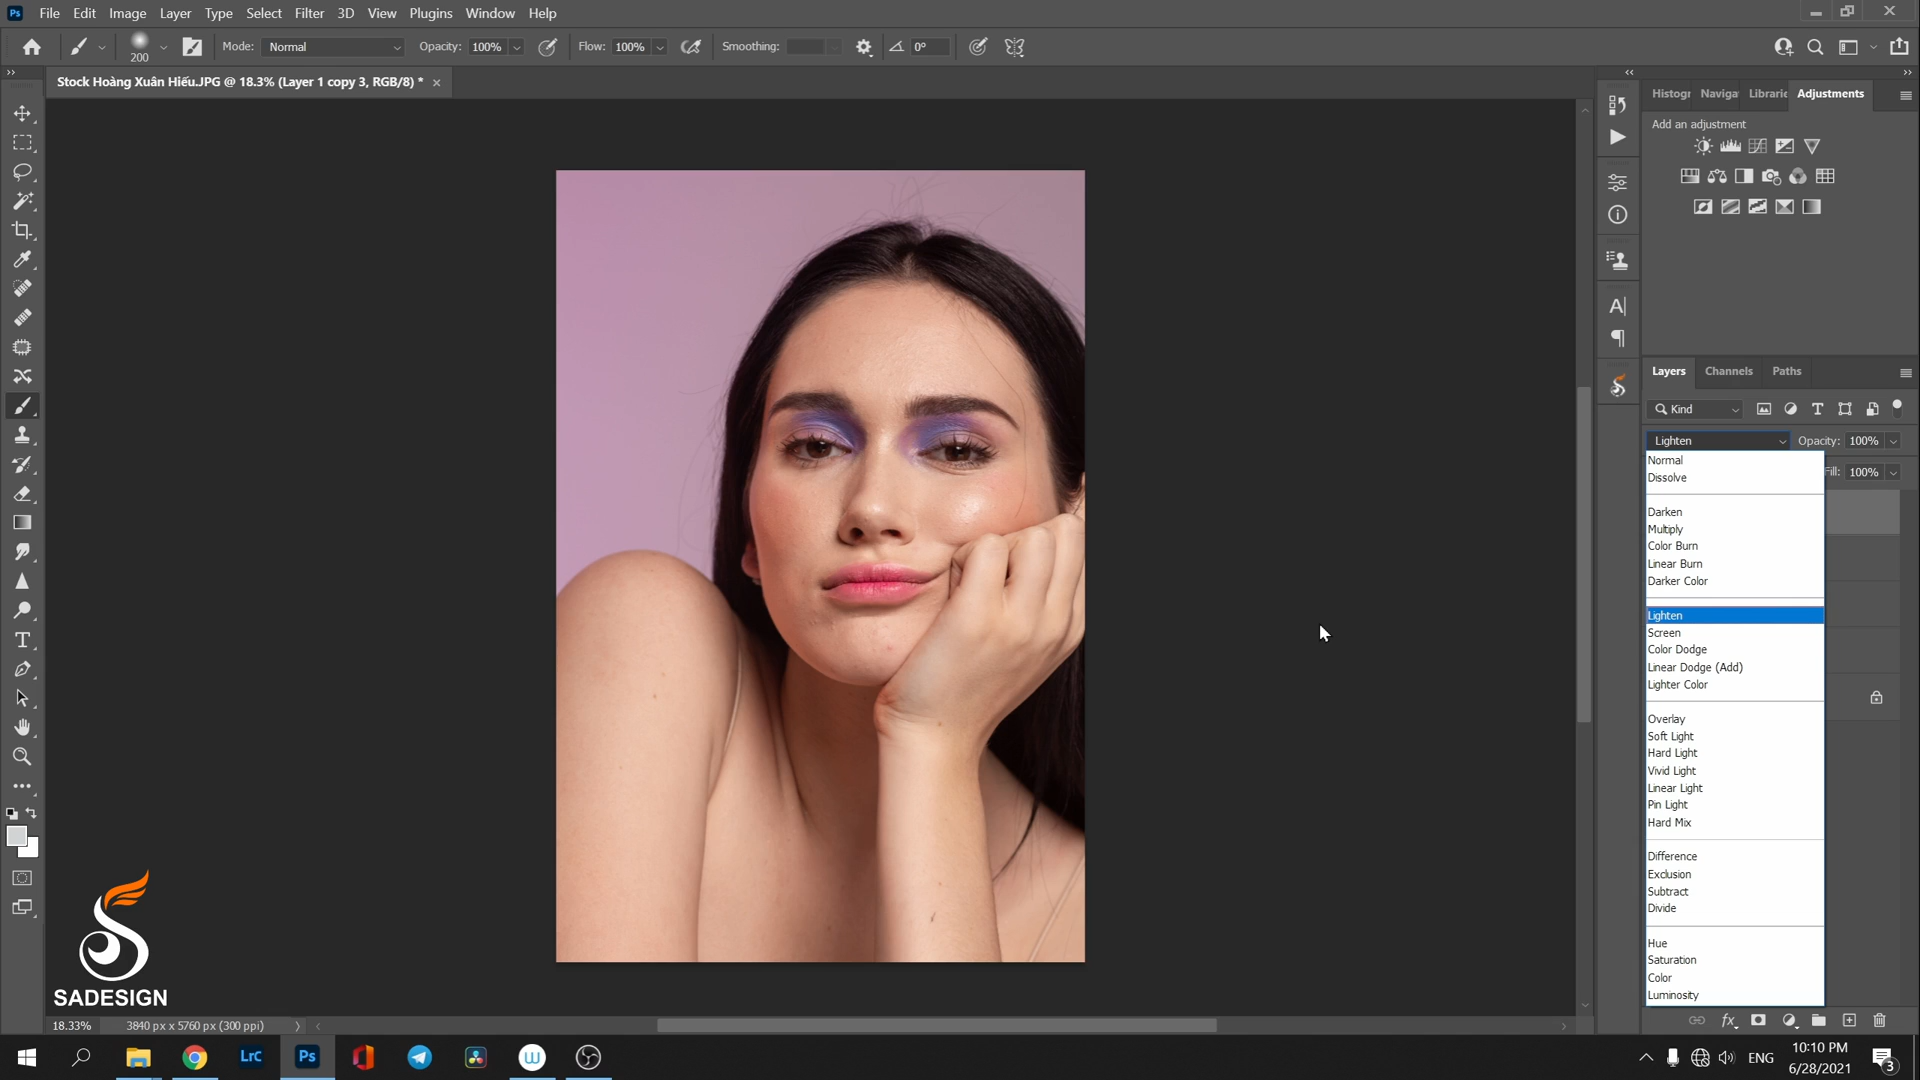 Ps File Edit Image Layer Type Select Filter 3D View Plugins Window Help
200 Mode: Normal Opacity: 100% Flow: 100% Smoothing: 0°
Stock Hoàng Xuân Hiếu.JPG @ 18.3% (Layer 1 copy 3, RGB/8) * ×
Histogr Naviga Librarie Adjustments
Add an adjustment
Layers Channels Paths
Kind
Lighten Opacity: 100%
Fill: 100%
Normal
Dissolve
Darken
Multiply
Color Burn
Linear Burn
Darker Color
Lighten
Screen
Color Dodge
Linear Dodge (Add)
Lighter Color
Overlay
Soft Light
Hard Light
Vivid Light
Linear Light
Pin Light
Hard Mix
Difference
Exclusion
Subtract
Divide
Hue
Saturation
Color
Luminosity
SADESIGN
18.33% 3840 px x 5760 px (300 ppi)
LrC Ps ENG
10:10 PM
6/28/2021
3